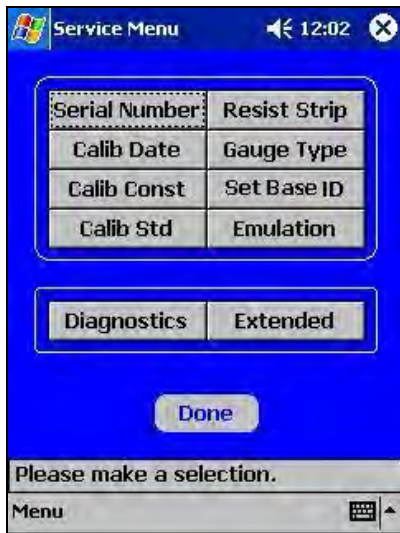 Service Menu 12:02
Serial Number Resist Strip
Calib Date Gauge Type
Calib Const Set Base ID
Calib Std Emulation
Diagnostics Extended
Done
Please make a selection.
Menu